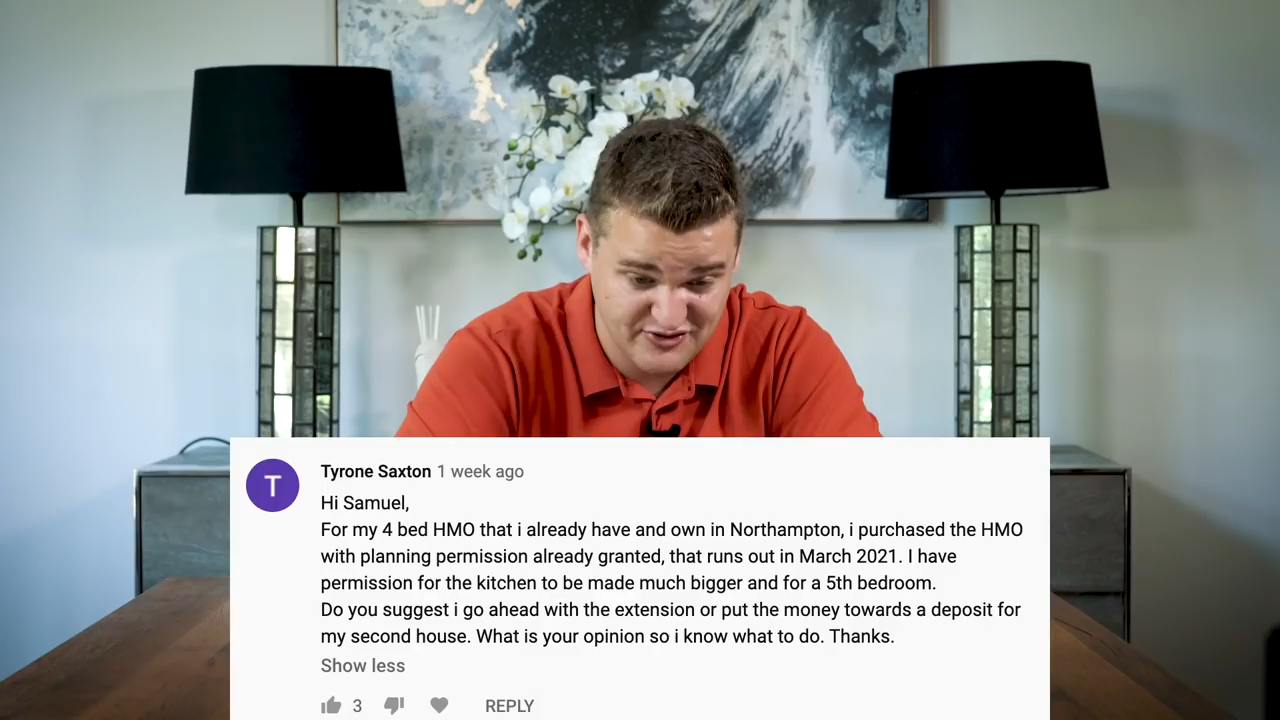 T
Tyrone Saxton 1 week ago
Hi Samuel,
For my 4 bed HMO that i already have and own in Northampton, i purchased the HMO
with planning permission already granted, that runs out in March 2021. I have
permission for the kitchen to be made much bigger and for a 5th bedroom.
Do you suggest i go ahead with the extension or put the money towards a deposit for
my second house. What is your opinion so i know what to do. Thanks.
Show less
3 REPLY